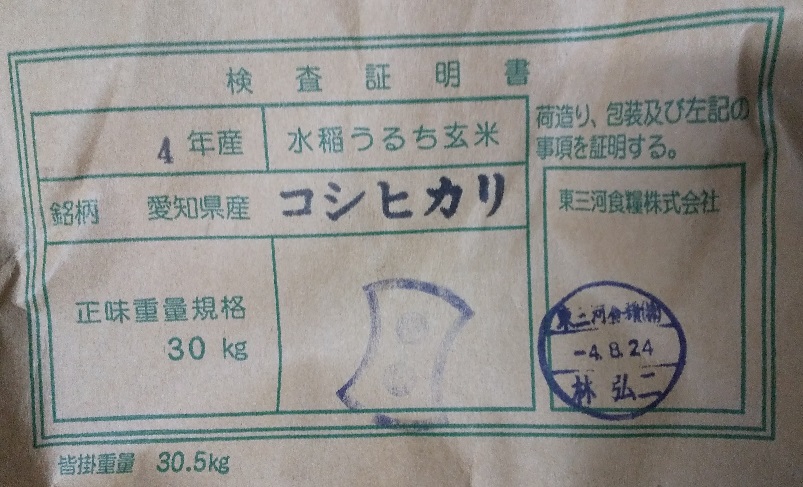 検査証明書
4年産 水稲うるち玄米
荷造り、包装及び左記の
事項を証明する。
銘柄 愛知県産 コシヒカリ
東三河食糧株式会社
正味重量規格
30 kg
東三河食糧(株)
-4.8.24
林 弘二
皆掛重量 30.5kg